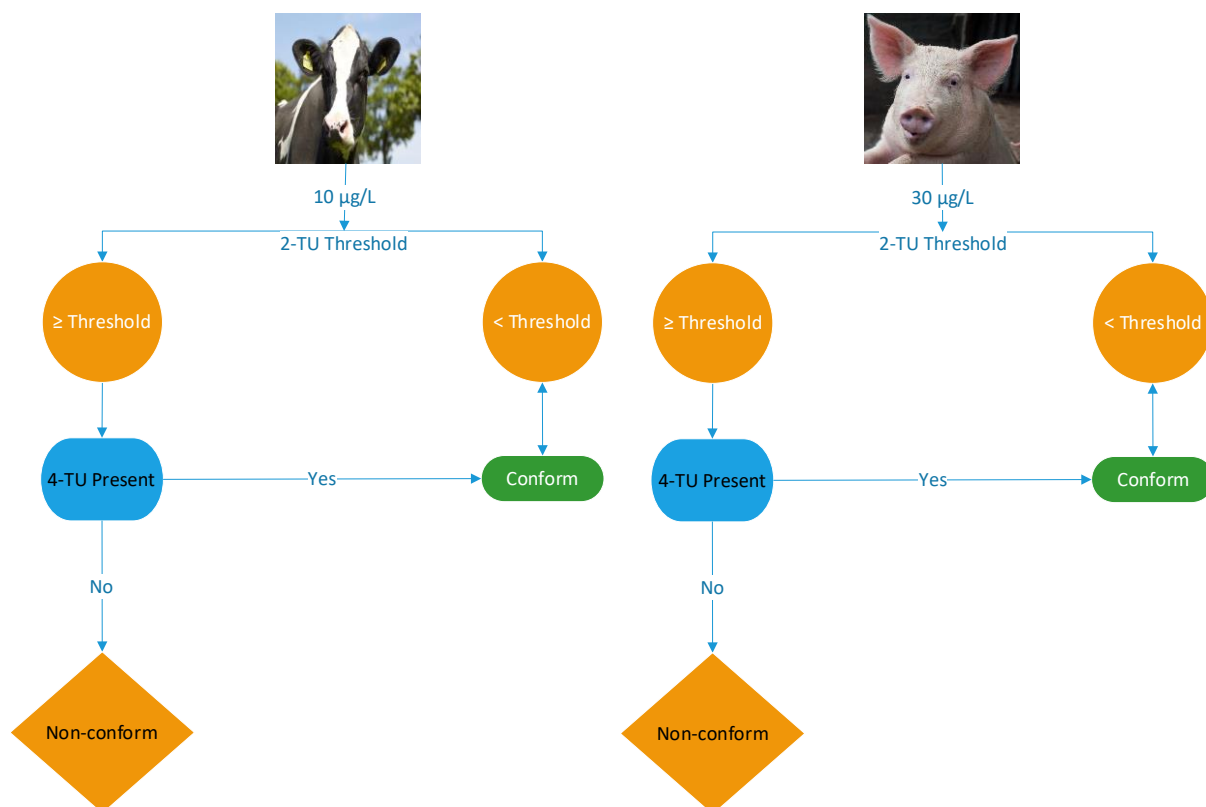 10 µg/L
2-TU Threshold
≥ Threshold
< Threshold
4-TU Present
Yes
Conform
No
Non-conform
30 µg/L
2-TU Threshold
≥ Threshold
< Threshold
4-TU Present
Yes
Conform
No
Non-conform